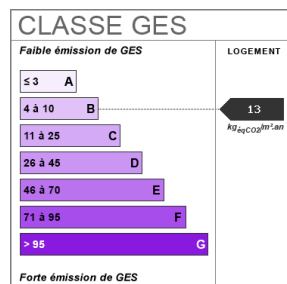 CLASSE GES
Faible émission de GES
LOGEMENT
≤ 3 A
4 à 10 B
13
kgéqCO2/m².an
11 à 25 C
26 à 45 D
46 à 70 E
71 à 95 F
> 95 G
Forte émission de GES